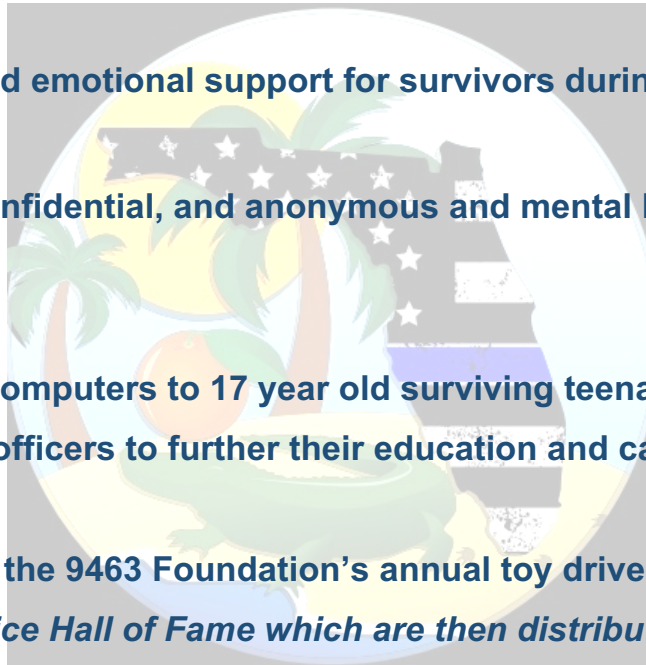 d emotional support for survivors durin
nfidential, and anonymous and mental
omputers to 17 year old surviving teena
officers to further their education and ca
the 9463 Foundation’s annual toy drive
ice Hall of Fame which are then distribu